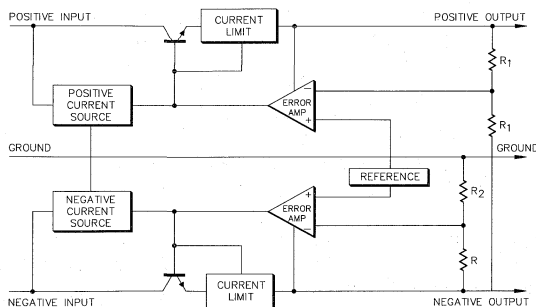 POSITIVE INPUT
CURRENT
LIMIT
POSITIVE OUTPUT
R1
POSITIVE
CURRENT
SOURCE
−
ERROR
AMP
+
R1
GROUND
GROUND
REFERENCE
NEGATIVE
CURRENT
SOURCE
+
ERROR
AMP
−
R2
R
CURRENT
LIMIT
NEGATIVE INPUT
NEGATIVE OUTPUT